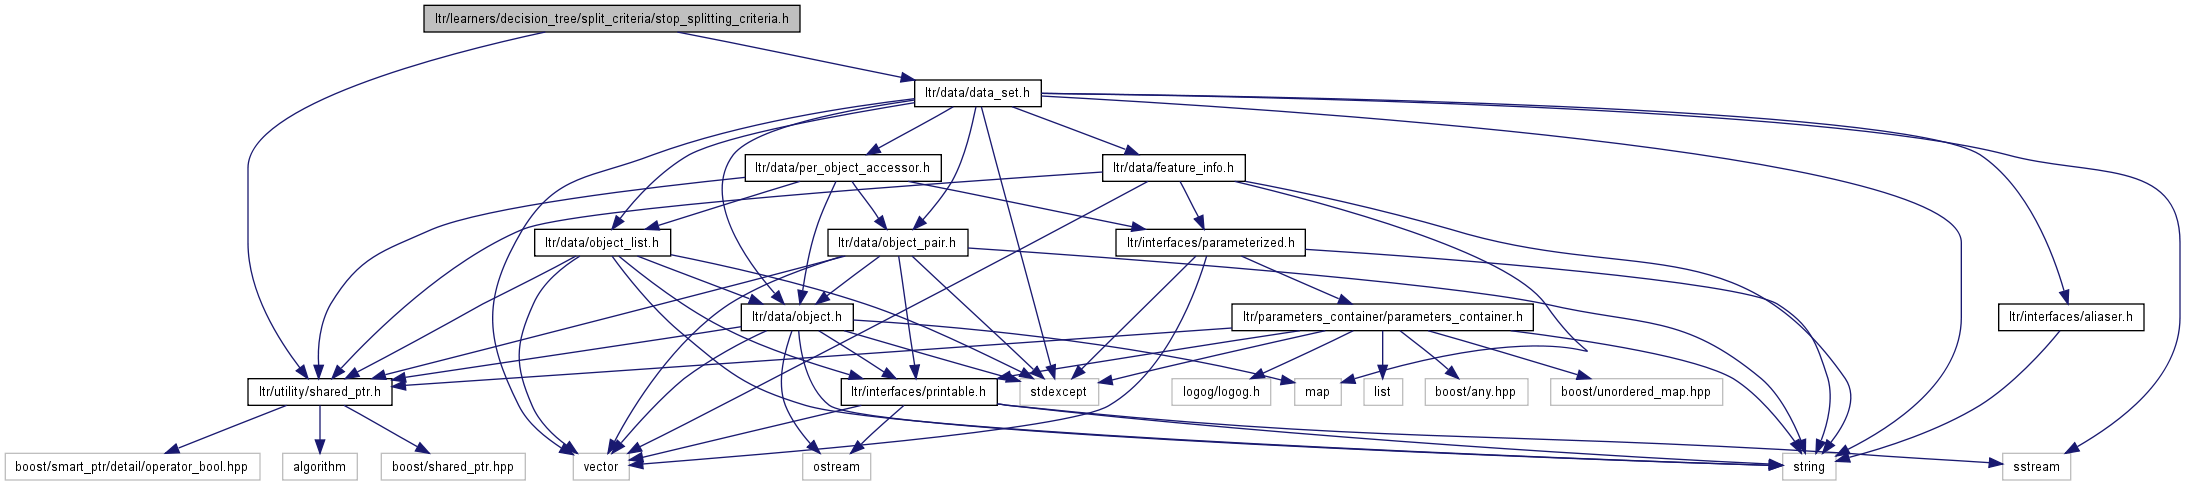 ltr/learners/decision_tree/split_criteria/stop_splitting_criteria.h
ltr/data/data_set.h
ltr/data/per_object_accessor.h
ltr/data/feature_info.h
ltr/data/object_list.h
ltr/data/object_pair.h
ltr/interfaces/parameterized.h
ltr/data/object.h
ltr/parameters_container/parameters_container.h
ltr/interfaces/aliaser.h
ltr/utility/shared_ptr.h
ltr/interfaces/printable.h
stdexcept
logog/logog.h
map
list
boost/any.hpp
boost/unordered_map.hpp
boost/smart_ptr/detail/operator_bool.hpp
algorithm
boost/shared_ptr.hpp
vector
ostream
string
sstream